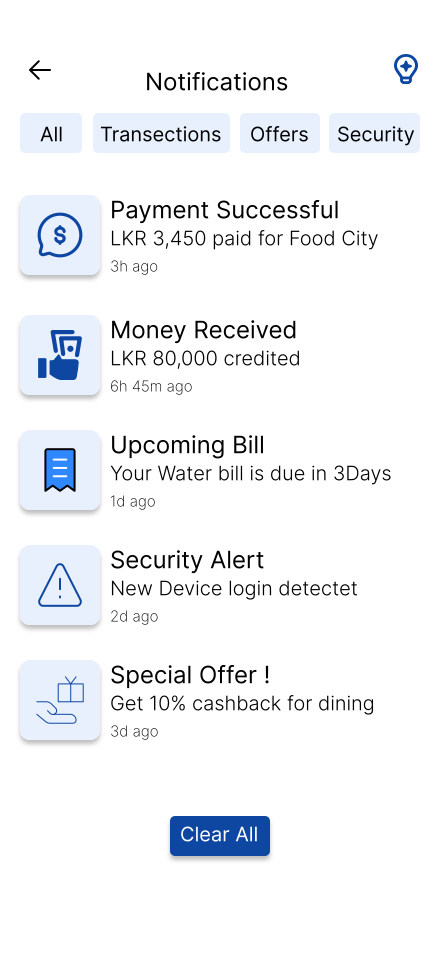 Notifications
All Transections Offers Security
Payment Successful
LKR 3,450 paid for Food City
3h ago
Money Received
LKR 80,000 credited
6h 45m ago
Upcoming Bill
Your Water bill is due in 3Days
1d ago
Security Alert
New Device login detectet
2d ago
Special Offer !
Get 10% cashback for dining
3d ago
Clear All